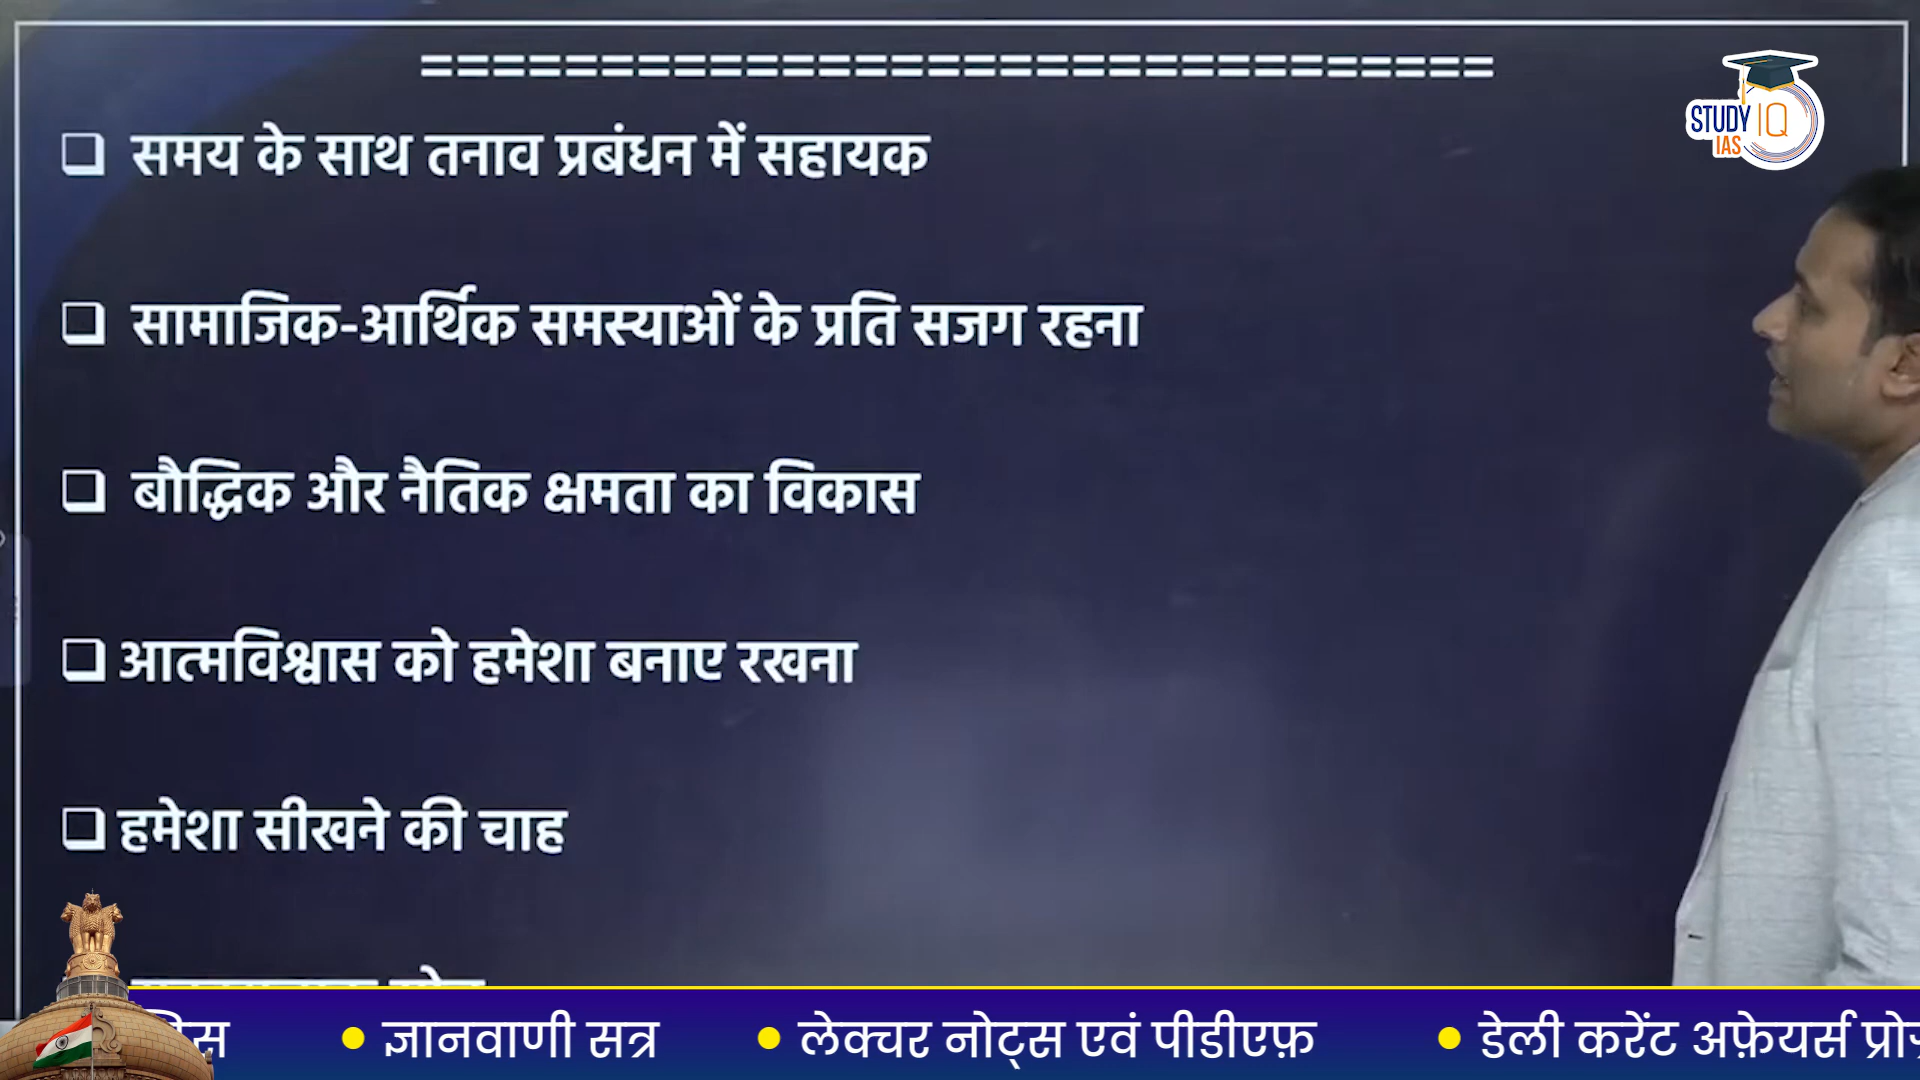 ==============================
STUDY IQ
IAS
❑ समय के साथ तनाव प्रबंधन में सहायक
❑ सामाजिक-आर्थिक समस्याओं के प्रति सजग रहना
❑ बौद्धिक और नैतिक क्षमता का विकास
❑ आत्मविश्वास को हमेशा बनाए रखना
❑ हमेशा सीखने की चाह
• ज्ञानवाणी सत्र • लेक्चर नोट्स एवं पीडीएफ़ • डेली करेंट अफ़ेयर्स